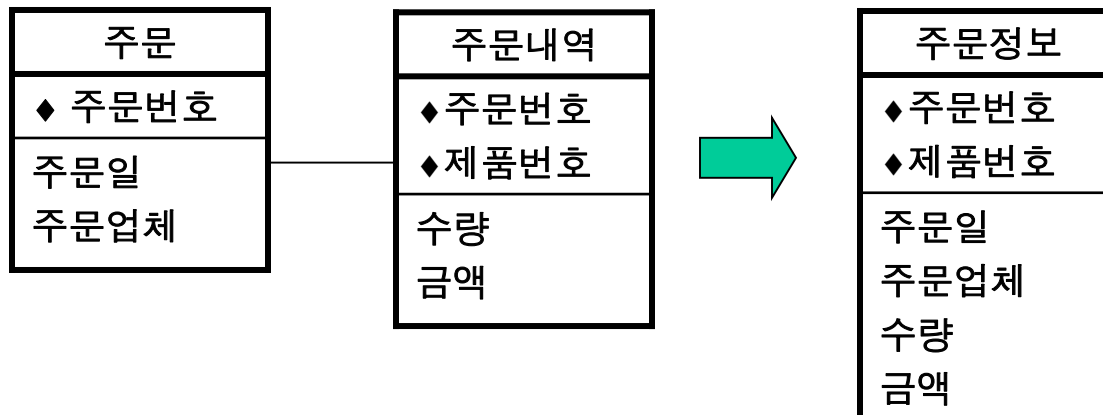 주문
♦ 주문번호
주문일
주문업체
주문내역
♦주문번호
♦제품번호
수량
금액
주문정보
♦주문번호
♦제품번호
주문일
주문업체
수량
금액